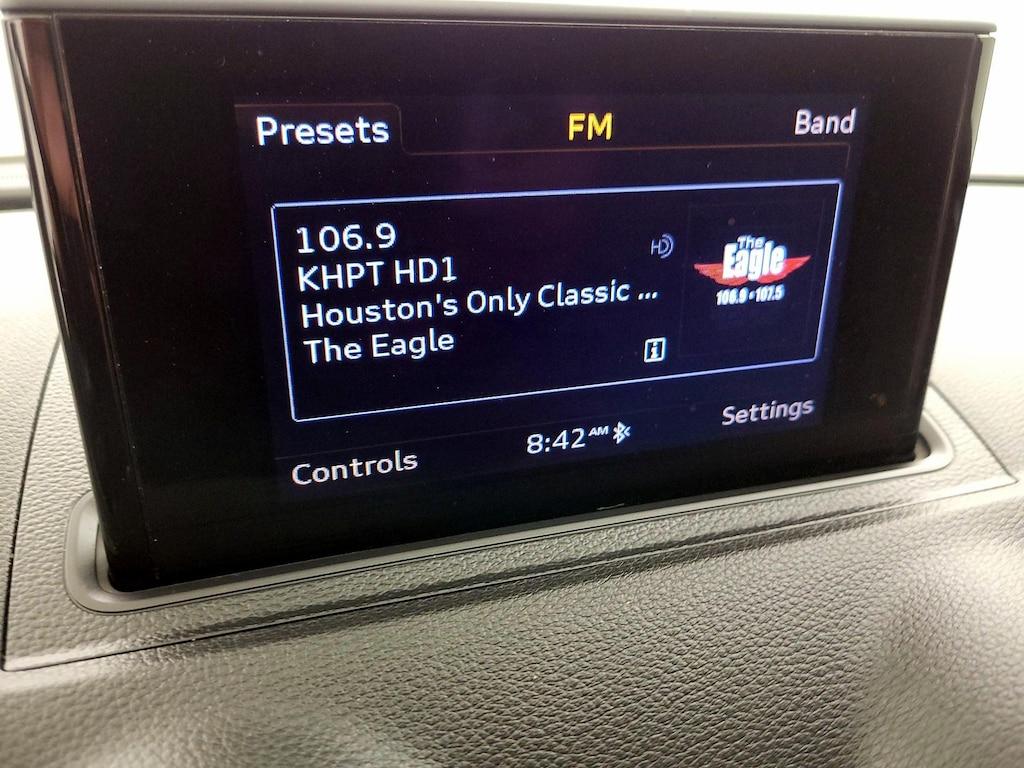 Presets
FM
Band
106.9
KHPT HD1
Houston's Only Classic ...
The Eagle
HD
i
The
Eagle
106.9 • 107.5
Controls
8:42 AM
Settings